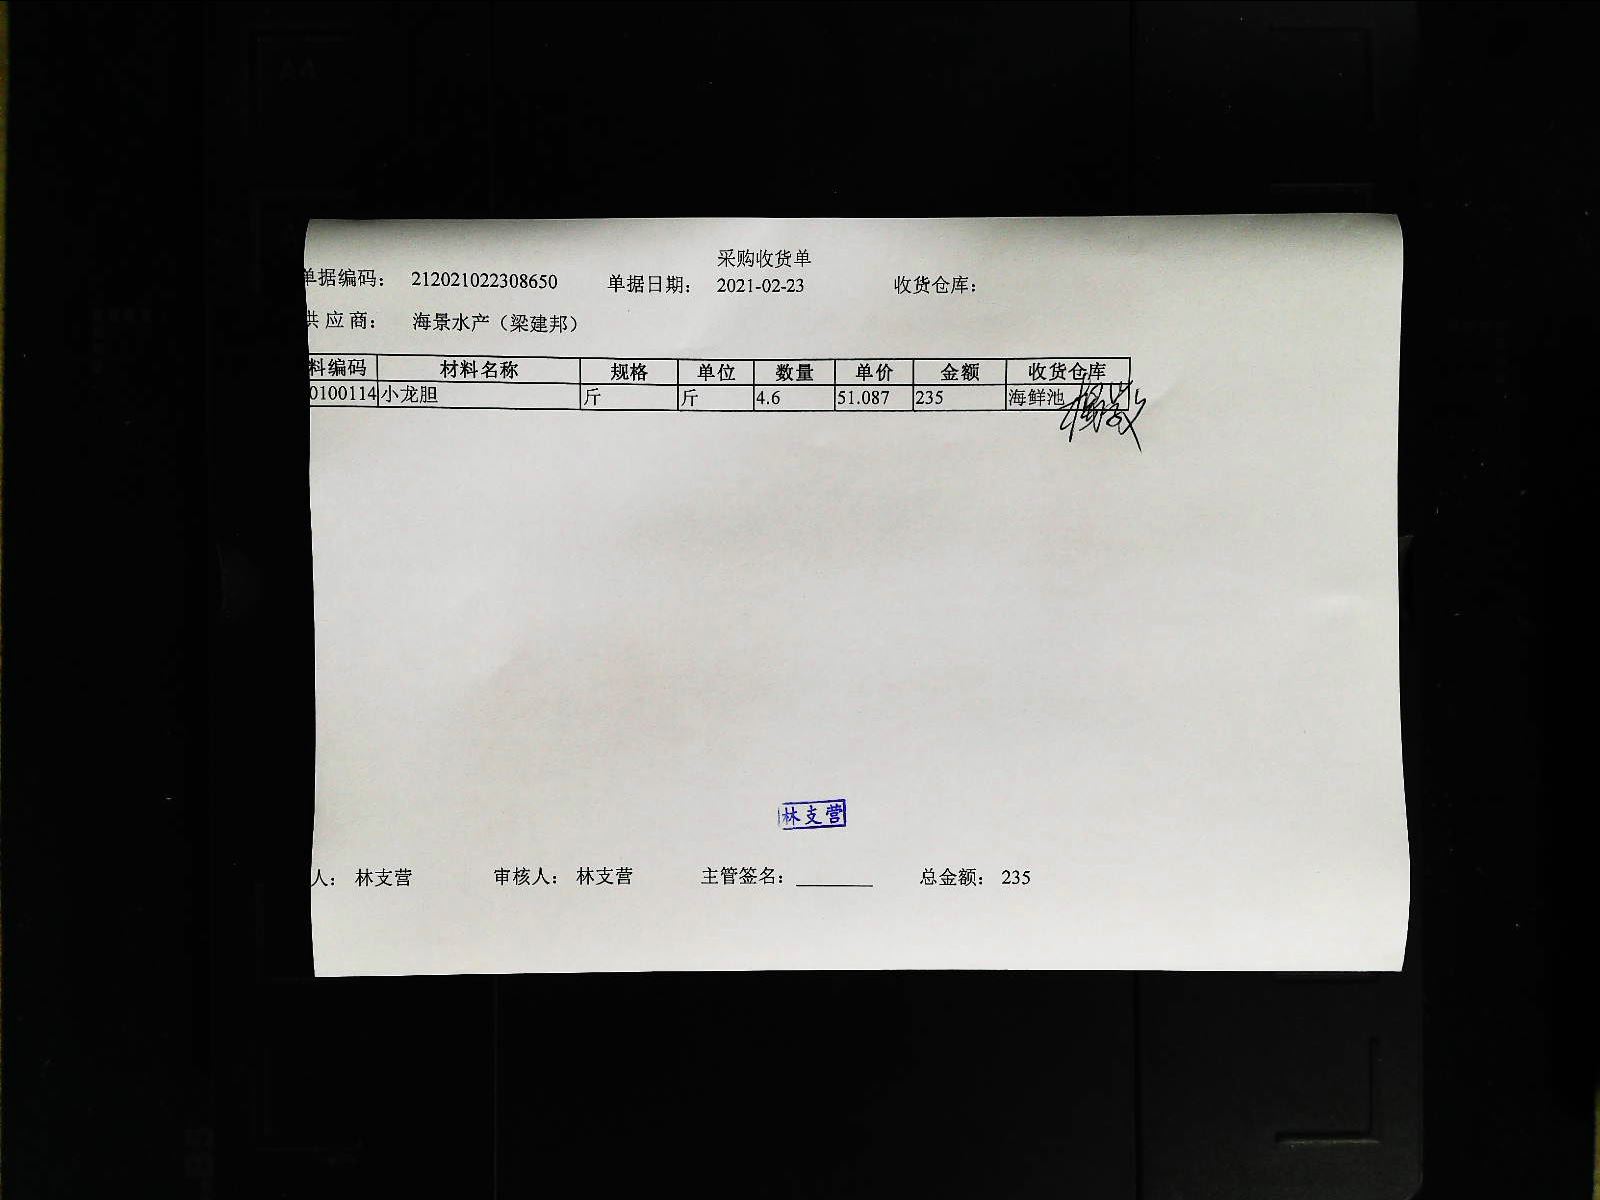 采购收货单
单据编码： 212021022308650 单据日期： 2021-02-23 收货仓库：
供应商： 海景水产（梁建邦）
料编码 材料名称 规格 单位 数量 单价 金额 收货仓库
0100114 小龙胆 斤 斤 4.6 51.087 235 海鲜池
林支营
人： 林支营 审核人： 林支营 主管签名：________ 总金额： 235